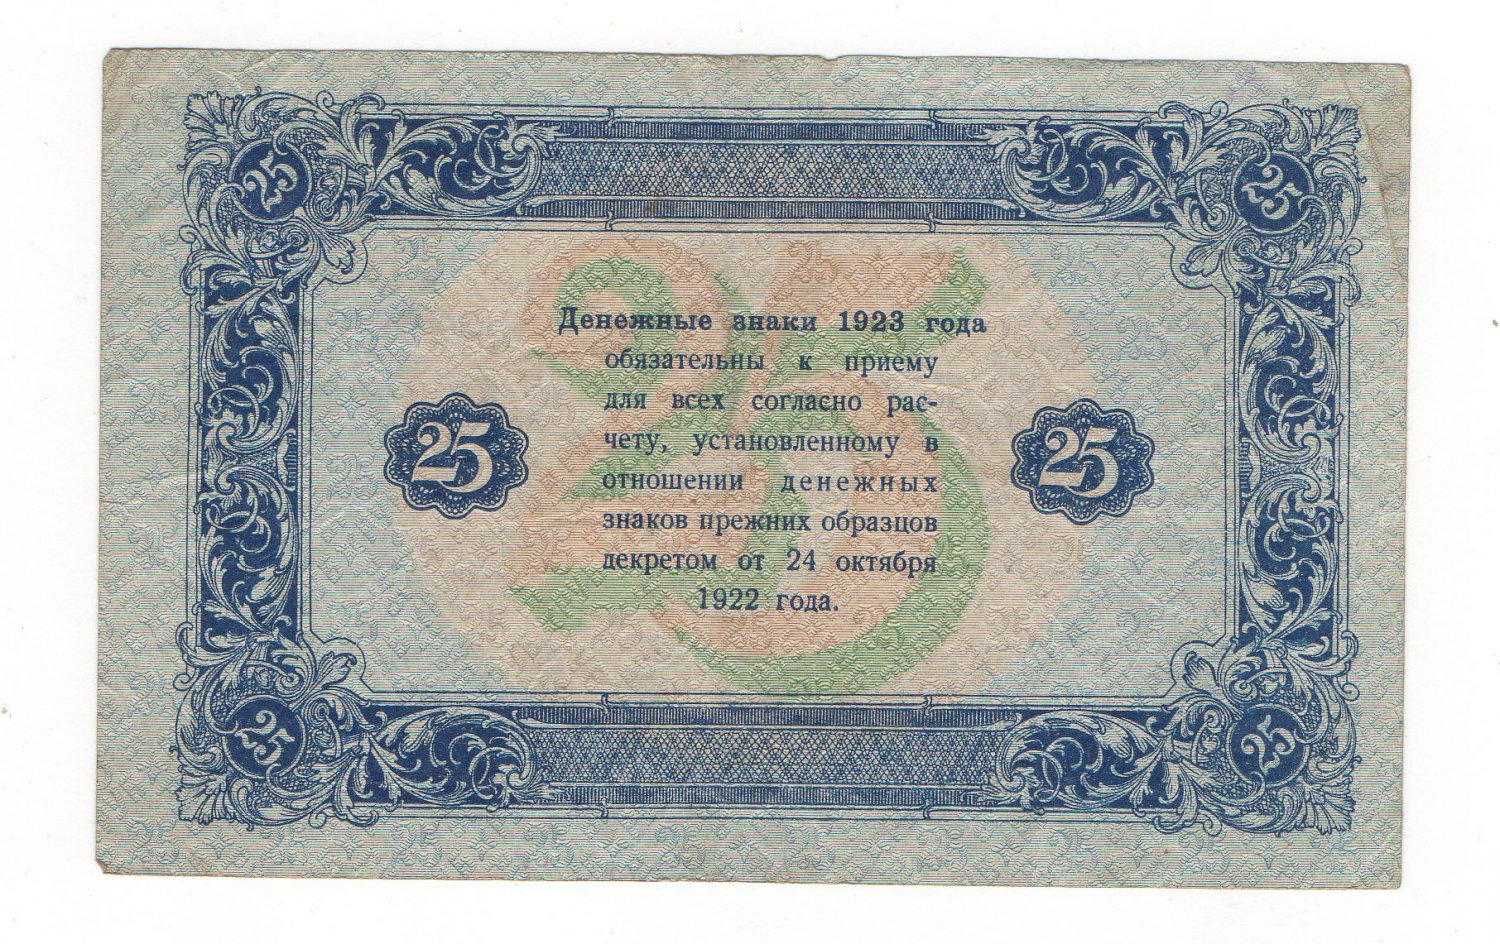 25 25
25
Денежные знаки 1923 года
обязательны к приему
для всех согласно рас-
чету, установленному в
отношении денежных
знаков прежних образцов
декретом от 24 октября
1922 года.
25 25
25 25